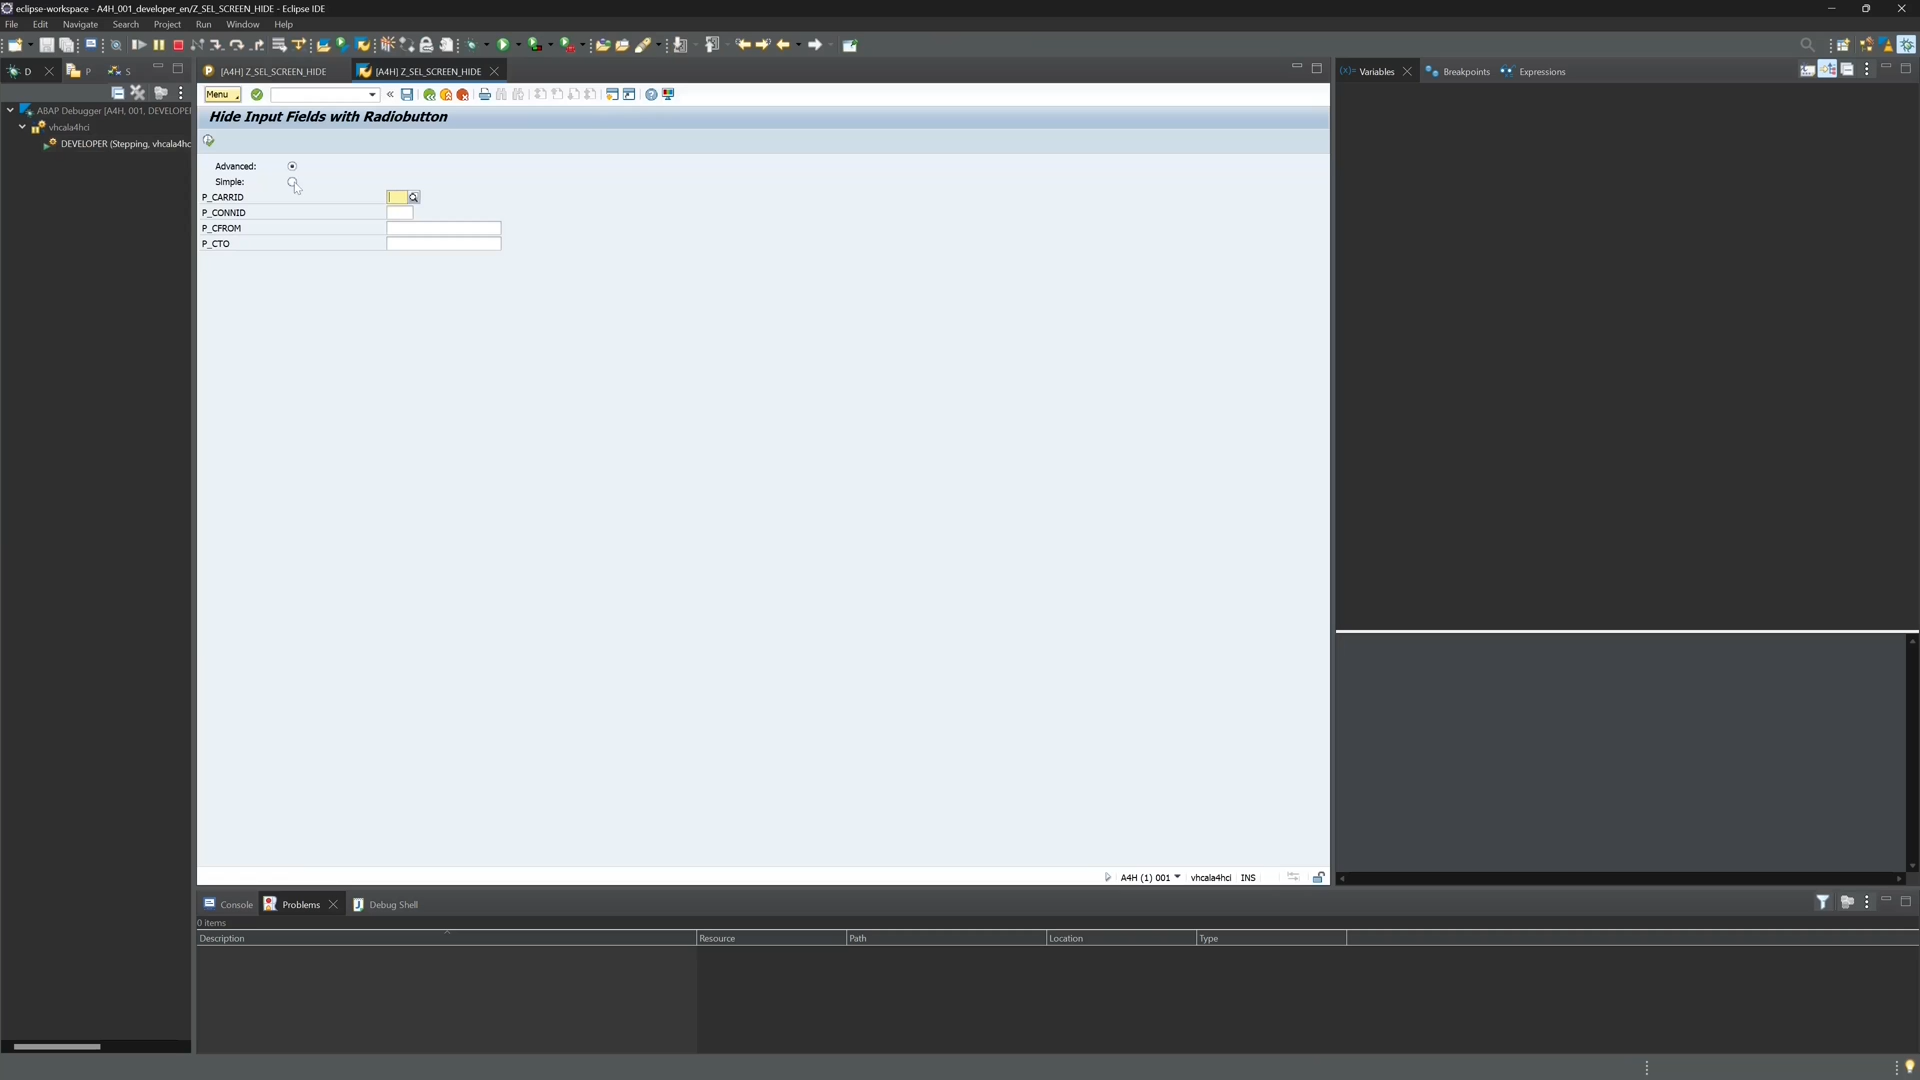 eclipse-workspace - A4H_001_developer_en/Z_SEL_SCREEN_HIDE - Eclipse IDE
File Edit Navigate Search Project Run Window Help
D P S [A4H] Z_SEL_SCREEN_HIDE [A4H] Z_SEL_SCREEN_HIDE (x)= Variables Breakpoints Expressions
Menu
ABAP Debugger [A4H, 001, DEVELOPE
Hide Input Fields with Radiobutton
vhcala4hci
DEVELOPER (Stepping, vhcala4hc
Advanced:
Simple:
P_CARRID
P_CONNID
P_CFROM
P_CTO
A4H (1) 001 vhcala4hci INS
Console Problems Debug Shell
0 items
Description Resource Path Location Type